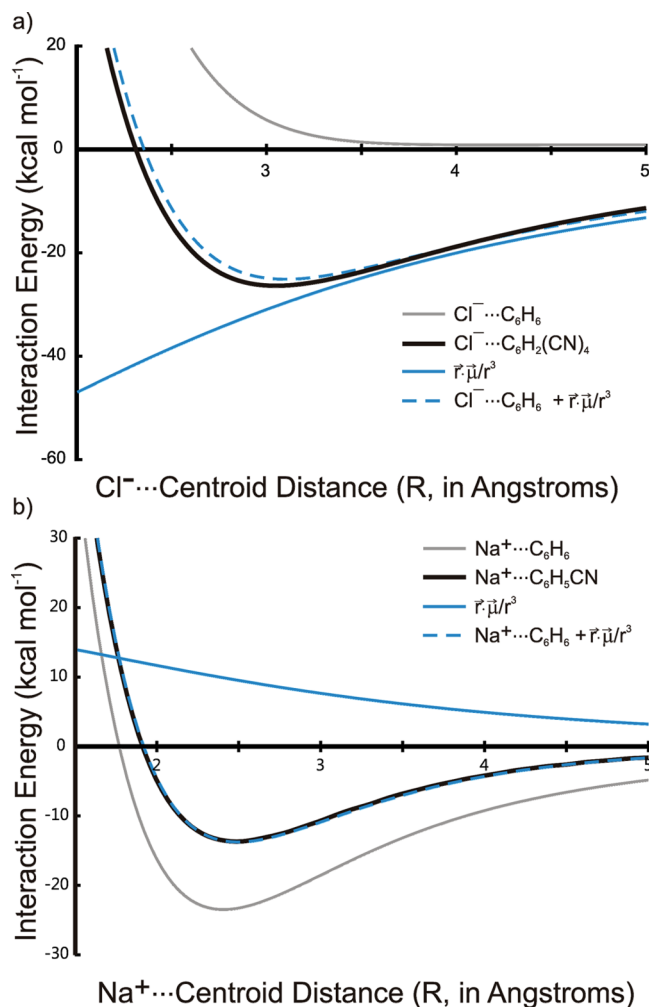 a)
Interaction Energy (kcal mol⁻¹)
20
0
-20
-40
-60
3
4
5
Cl⁻···C₆H₆
Cl⁻···C₆H₂(CN)₄
r⃗·μ⃗/r³
Cl⁻···C₆H₆ + r⃗·μ⃗/r³
Cl⁻···Centroid Distance (R, in Angstroms)
b)
Interaction Energy (kcal mol⁻¹)
30
20
10
0
-10
-20
-30
2
3
4
5
Na⁺···C₆H₆
Na⁺···C₆H₅CN
r⃗·μ⃗/r³
Na⁺···C₆H₆ + r⃗·μ⃗/r³
Na⁺···Centroid Distance (R, in Angstroms)